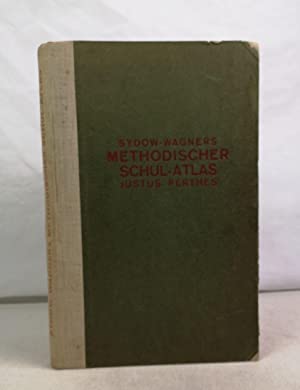 SYDOW-WAGNERS
METHODISCHER
SCHUL-ATLAS
JUSTUS PERTHES